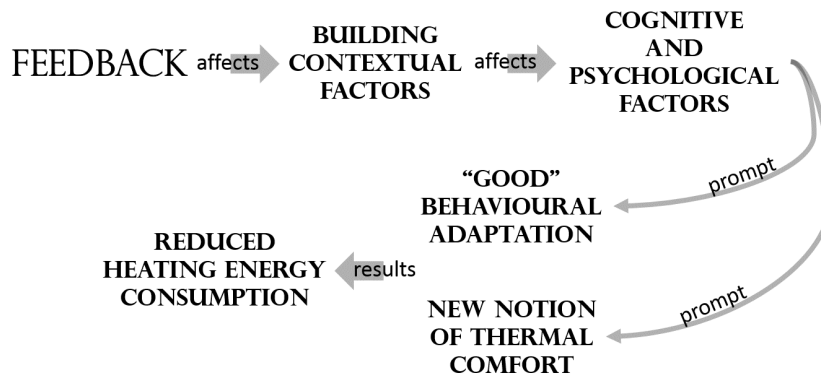 FEEDBACK
affects
BUILDING
CONTEXTUAL
FACTORS
affects
COGNITIVE
AND
PSYCHOLOGICAL
FACTORS
prompt
“GOOD”
BEHAVIOURAL
ADAPTATION
prompt
NEW NOTION
OF THERMAL
COMFORT
results
REDUCED
HEATING ENERGY
CONSUMPTION